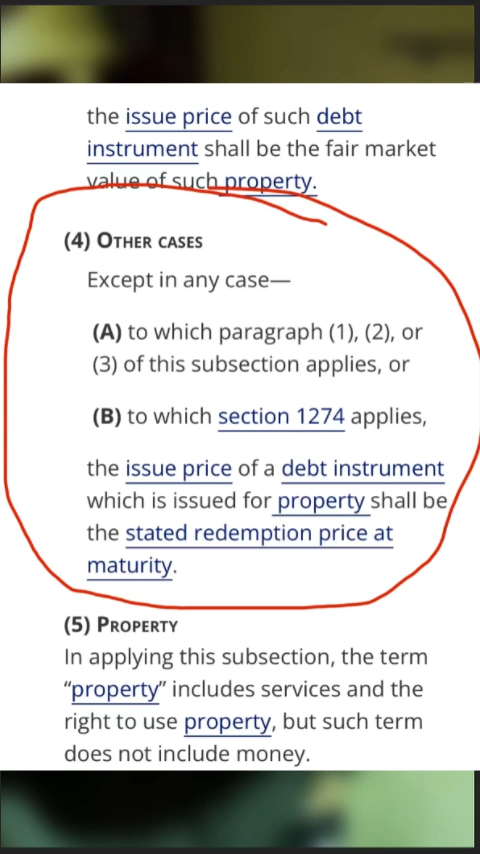 the issue price of such debt
instrument shall be the fair market
value of such property.
(4) OTHER CASES
Except in any case—
(A) to which paragraph (1), (2), or
(3) of this subsection applies, or
(B) to which section 1274 applies,
the issue price of a debt instrument
which is issued for property shall be
the stated redemption price at
maturity.
(5) PROPERTY
In applying this subsection, the term
“property” includes services and the
right to use property, but such term
does not include money.